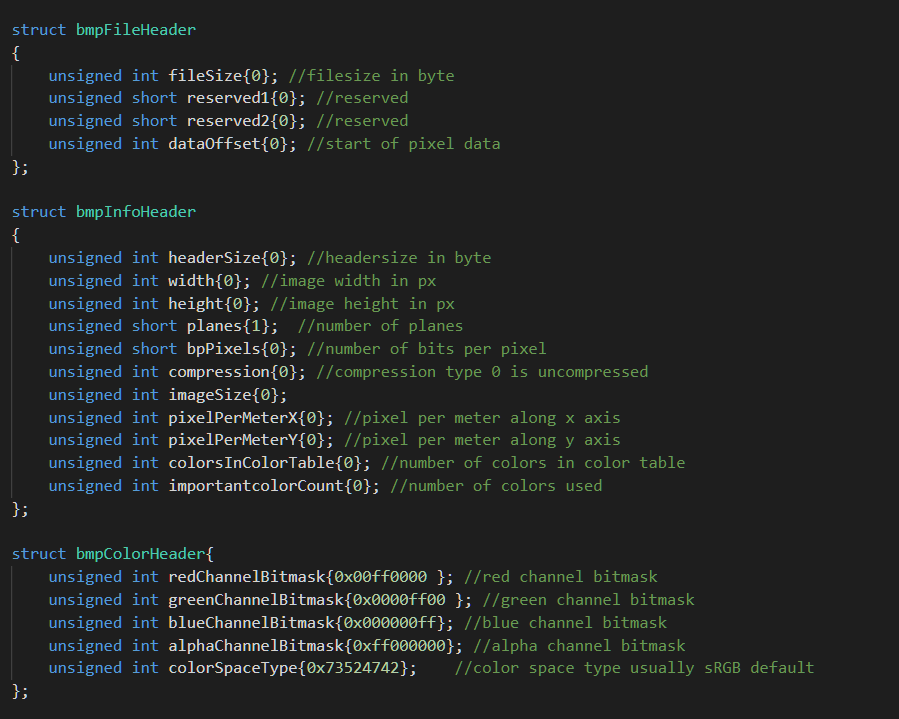 struct bmpFileHeader
{
    unsigned int fileSize{0}; //filesize in byte
    unsigned short reserved1{0}; //reserved
    unsigned short reserved2{0}; //reserved
    unsigned int dataOffset{0}; //start of pixel data
};

struct bmpInfoHeader
{
    unsigned int headerSize{0}; //headersize in byte
    unsigned int width{0}; //image width in px
    unsigned int height{0}; //image height in px
    unsigned short planes{1};  //number of planes
    unsigned short bpPixels{0}; //number of bits per pixel
    unsigned int compression{0}; //compression type 0 is uncompressed
    unsigned int imageSize{0};
    unsigned int pixelPerMeterX{0}; //pixel per meter along x axis
    unsigned int pixelPerMeterY{0}; //pixel per meter along y axis
    unsigned int colorsInColorTable{0}; //number of colors in color table
    unsigned int importantcolorCount{0}; //number of colors used
};

struct bmpColorHeader{
    unsigned int redChannelBitmask{0x00ff0000 }; //red channel bitmask
    unsigned int greenChannelBitmask{0x0000ff00 }; //green channel bitmask
    unsigned int blueChannelBitmask{0x000000ff}; //blue channel bitmask
    unsigned int alphaChannelBitmask{0xff000000}; //alpha channel bitmask
    unsigned int colorSpaceType{0x73524742};    //color space type usually sRGB default
};